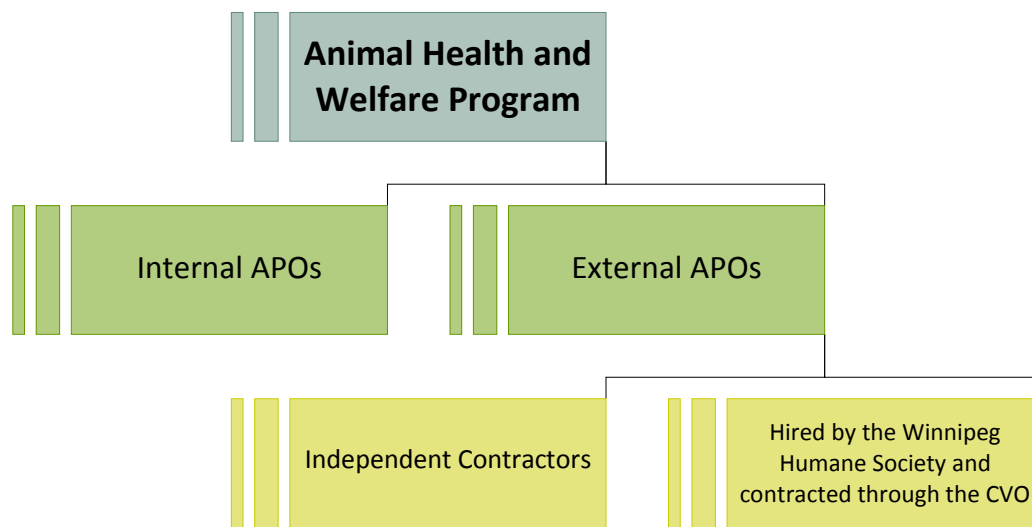 Animal Health and
Welfare Program
Internal APOs
External APOs
Independent Contractors
Hired by the Winnipeg
Humane Society and
contracted through the CVO